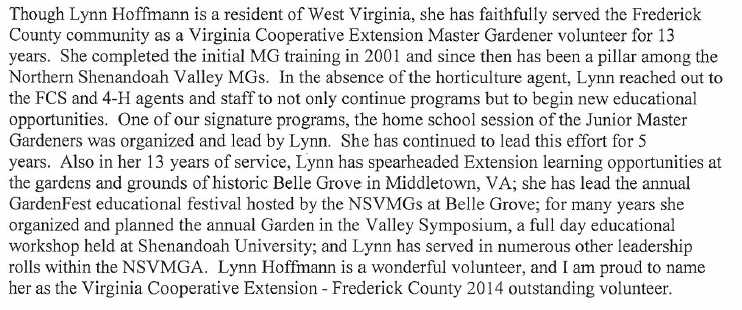 Though Lynn Hoffmann is a resident of West Virginia, she has faithfully served the Frederick
County community as a Virginia Cooperative Extension Master Gardener volunteer for 13
years.  She completed the initial MG training in 2001 and since then has been a pillar among the
Northern Shenandoah Valley MGs.  In the absence of the horticulture agent, Lynn reached out to
the FCS and 4-H agents and staff to not only continue programs but to begin new educational
opportunities.  One of our signature programs, the home school session of the Junior Master
Gardeners was organized and lead by Lynn.  She has continued to lead this effort for 5
years.  Also in her 13 years of service, Lynn has spearheaded Extension learning opportunities at
the gardens and grounds of historic Belle Grove in Middletown, VA; she has lead the annual
GardenFest educational festival hosted by the NSVMGs at Belle Grove; for many years she
organized and planned the annual Garden in the Valley Symposium, a full day educational
workshop held at Shenandoah University; and Lynn has served in numerous other leadership
rolls within the NSVMGA.  Lynn Hoffmann is a wonderful volunteer, and I am proud to name
her as the Virginia Cooperative Extension - Frederick County 2014 outstanding volunteer.